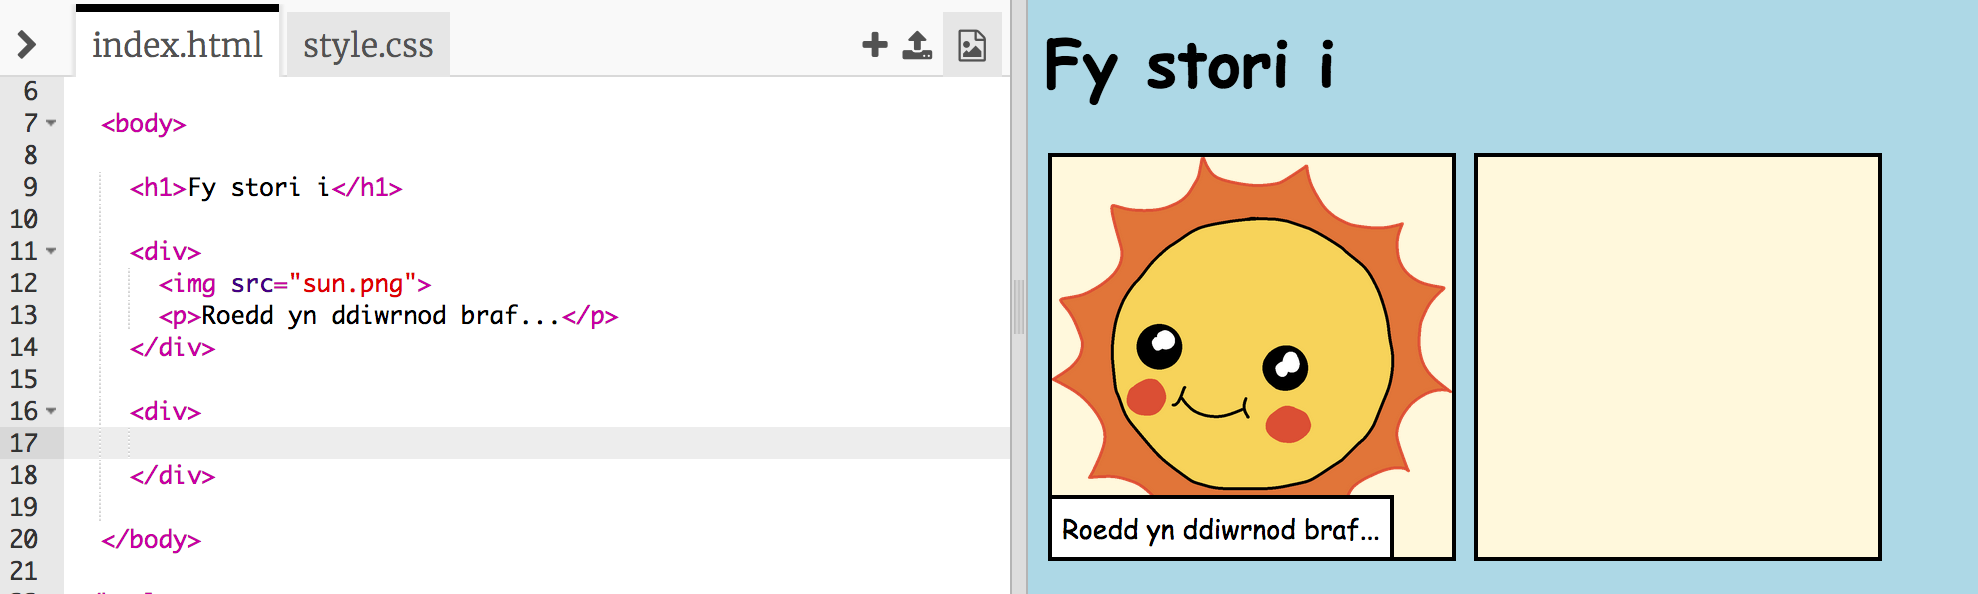 index.html style.css
6
7 <body>
8
9 <h1>Fy stori i</h1>
10
11 <div>
12 <img src="sun.png">
13 <p>Roedd yn ddiwrnod braf...</p>
14 </div>
15
16 <div>
17
18 </div>
19
20 </body>
21
Fy stori i
Roedd yn ddiwrnod braf...